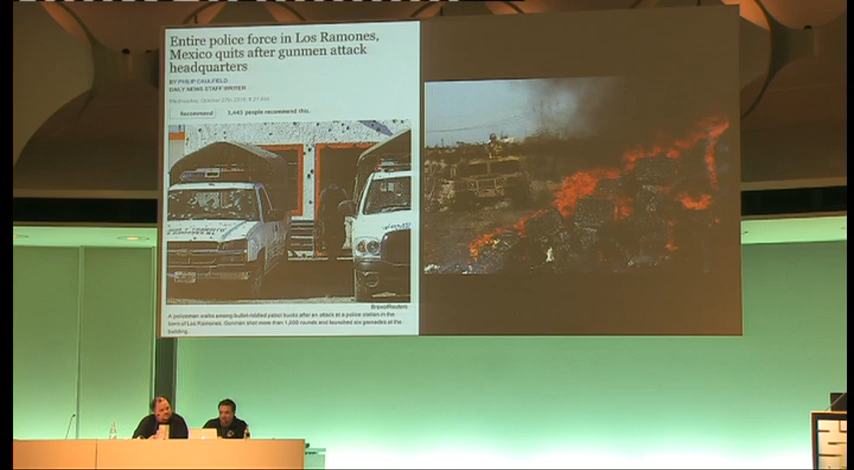 Entire police force in Los Ramones,
Mexico quits after gunmen attack
headquarters
BY PHILIP CAULFIELD
DAILY NEWS STAFF WRITER
Recommend 3,443 people recommend this.
Bravo/Reuters
A policeman walks among bullet-riddled patrol trucks after an attack at a police station in the
town of Los Ramones. Gunmen shot more than 1,000 rounds and launched six grenades at the
building.